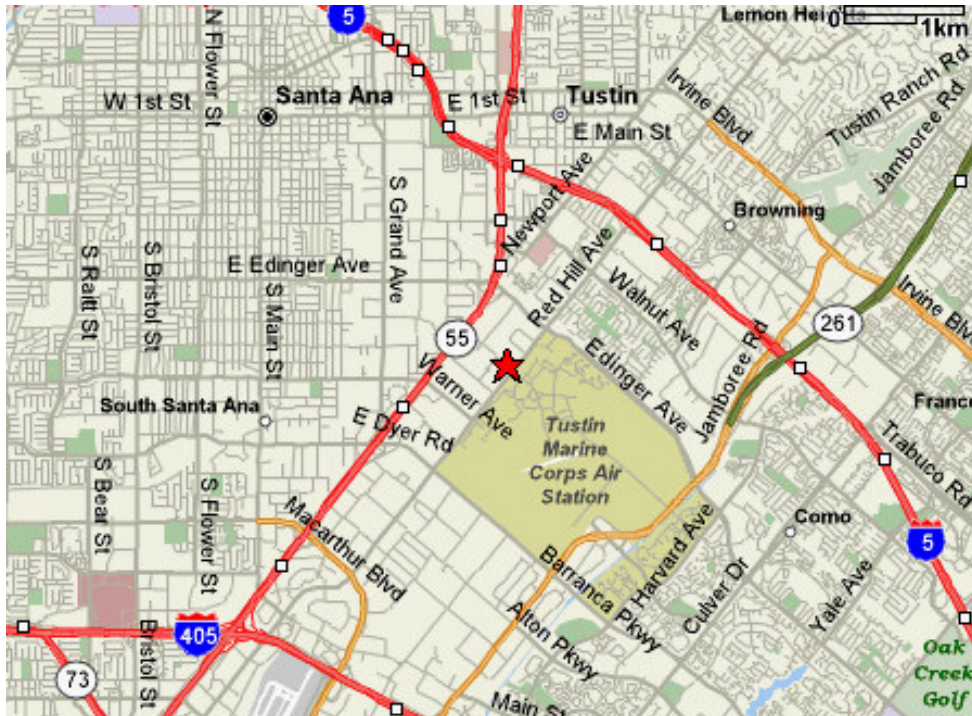 Lemon Heights
0
1km
N Flower St
5
Irvine Blvd
Tustin Ranch Rd
Jamboree Rd
W 1st St
Santa Ana
E 1st St
Tustin
E Main St
Newport Ave
Browning
S Grand Ave
S Raitt St
S Bristol St
S Main St
E Edinger Ave
Red Hill Ave
Walnut Ave
Irvine Blv
55
261
Warner Ave
Edinger Ave
Jamboree Rd
South Santa Ana
E Dyer Rd
Tustin
Marine
Corps Air
Station
Franc
Trabuco Rd
S Bear St
S Flower St
Macarthur Blvd
Como
5
Barranca Pkwy
Harvard Ave
Culver Dr
Yale Ave
Alton Pkwy
Bristol St
405
73
Main St
Oak
Creek
Golf